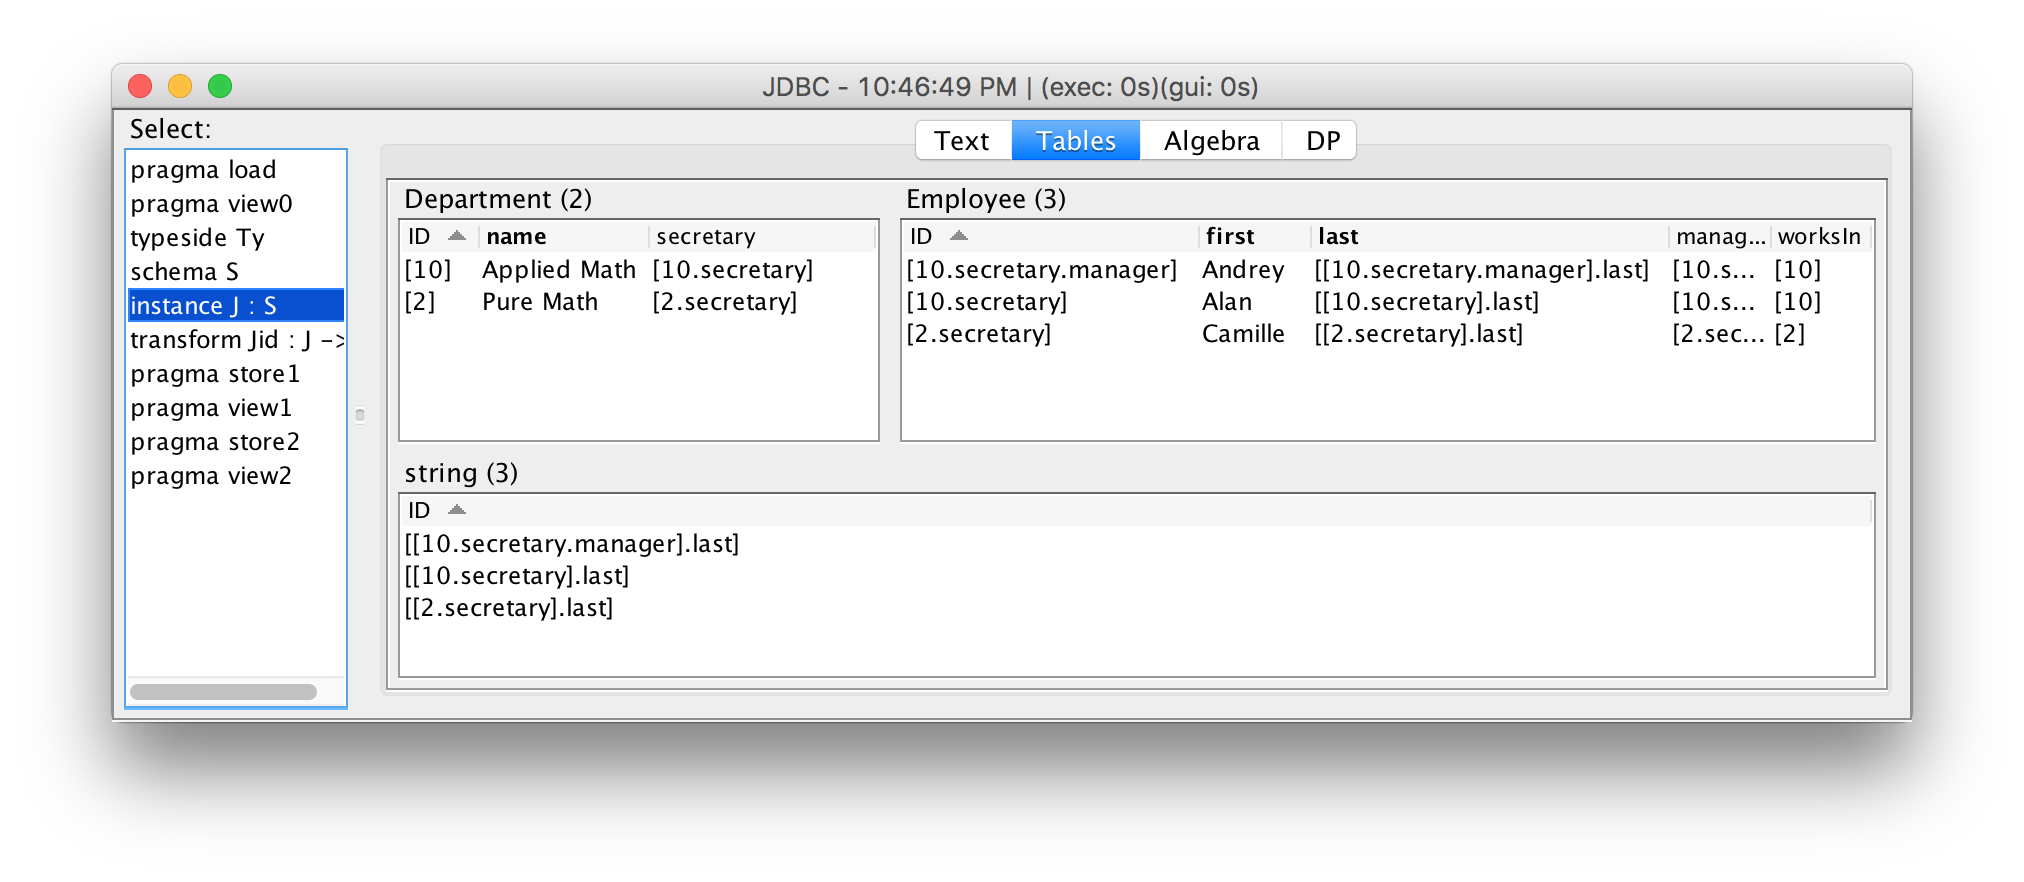 JDBC - 10:46:49 PM | (exec: 0s)(gui: 0s)
Select:
pragma load
pragma view0
typeside Ty
schema S
instance J : S
transform Jid : J ->
pragma store1
pragma view1
pragma store2
pragma view2
Text Tables Algebra DP
Department (2)
ID name secretary
[10] Applied Math [10.secretary]
[2] Pure Math [2.secretary]
Employee (3)
ID first last manag... worksIn
[10.secretary.manager] Andrey [[10.secretary.manager].last] [10.s... [10]
[10.secretary] Alan [[10.secretary].last] [10.s... [10]
[2.secretary] Camille [[2.secretary].last] [2.sec... [2]
string (3)
ID
[[10.secretary.manager].last]
[[10.secretary].last]
[[2.secretary].last]